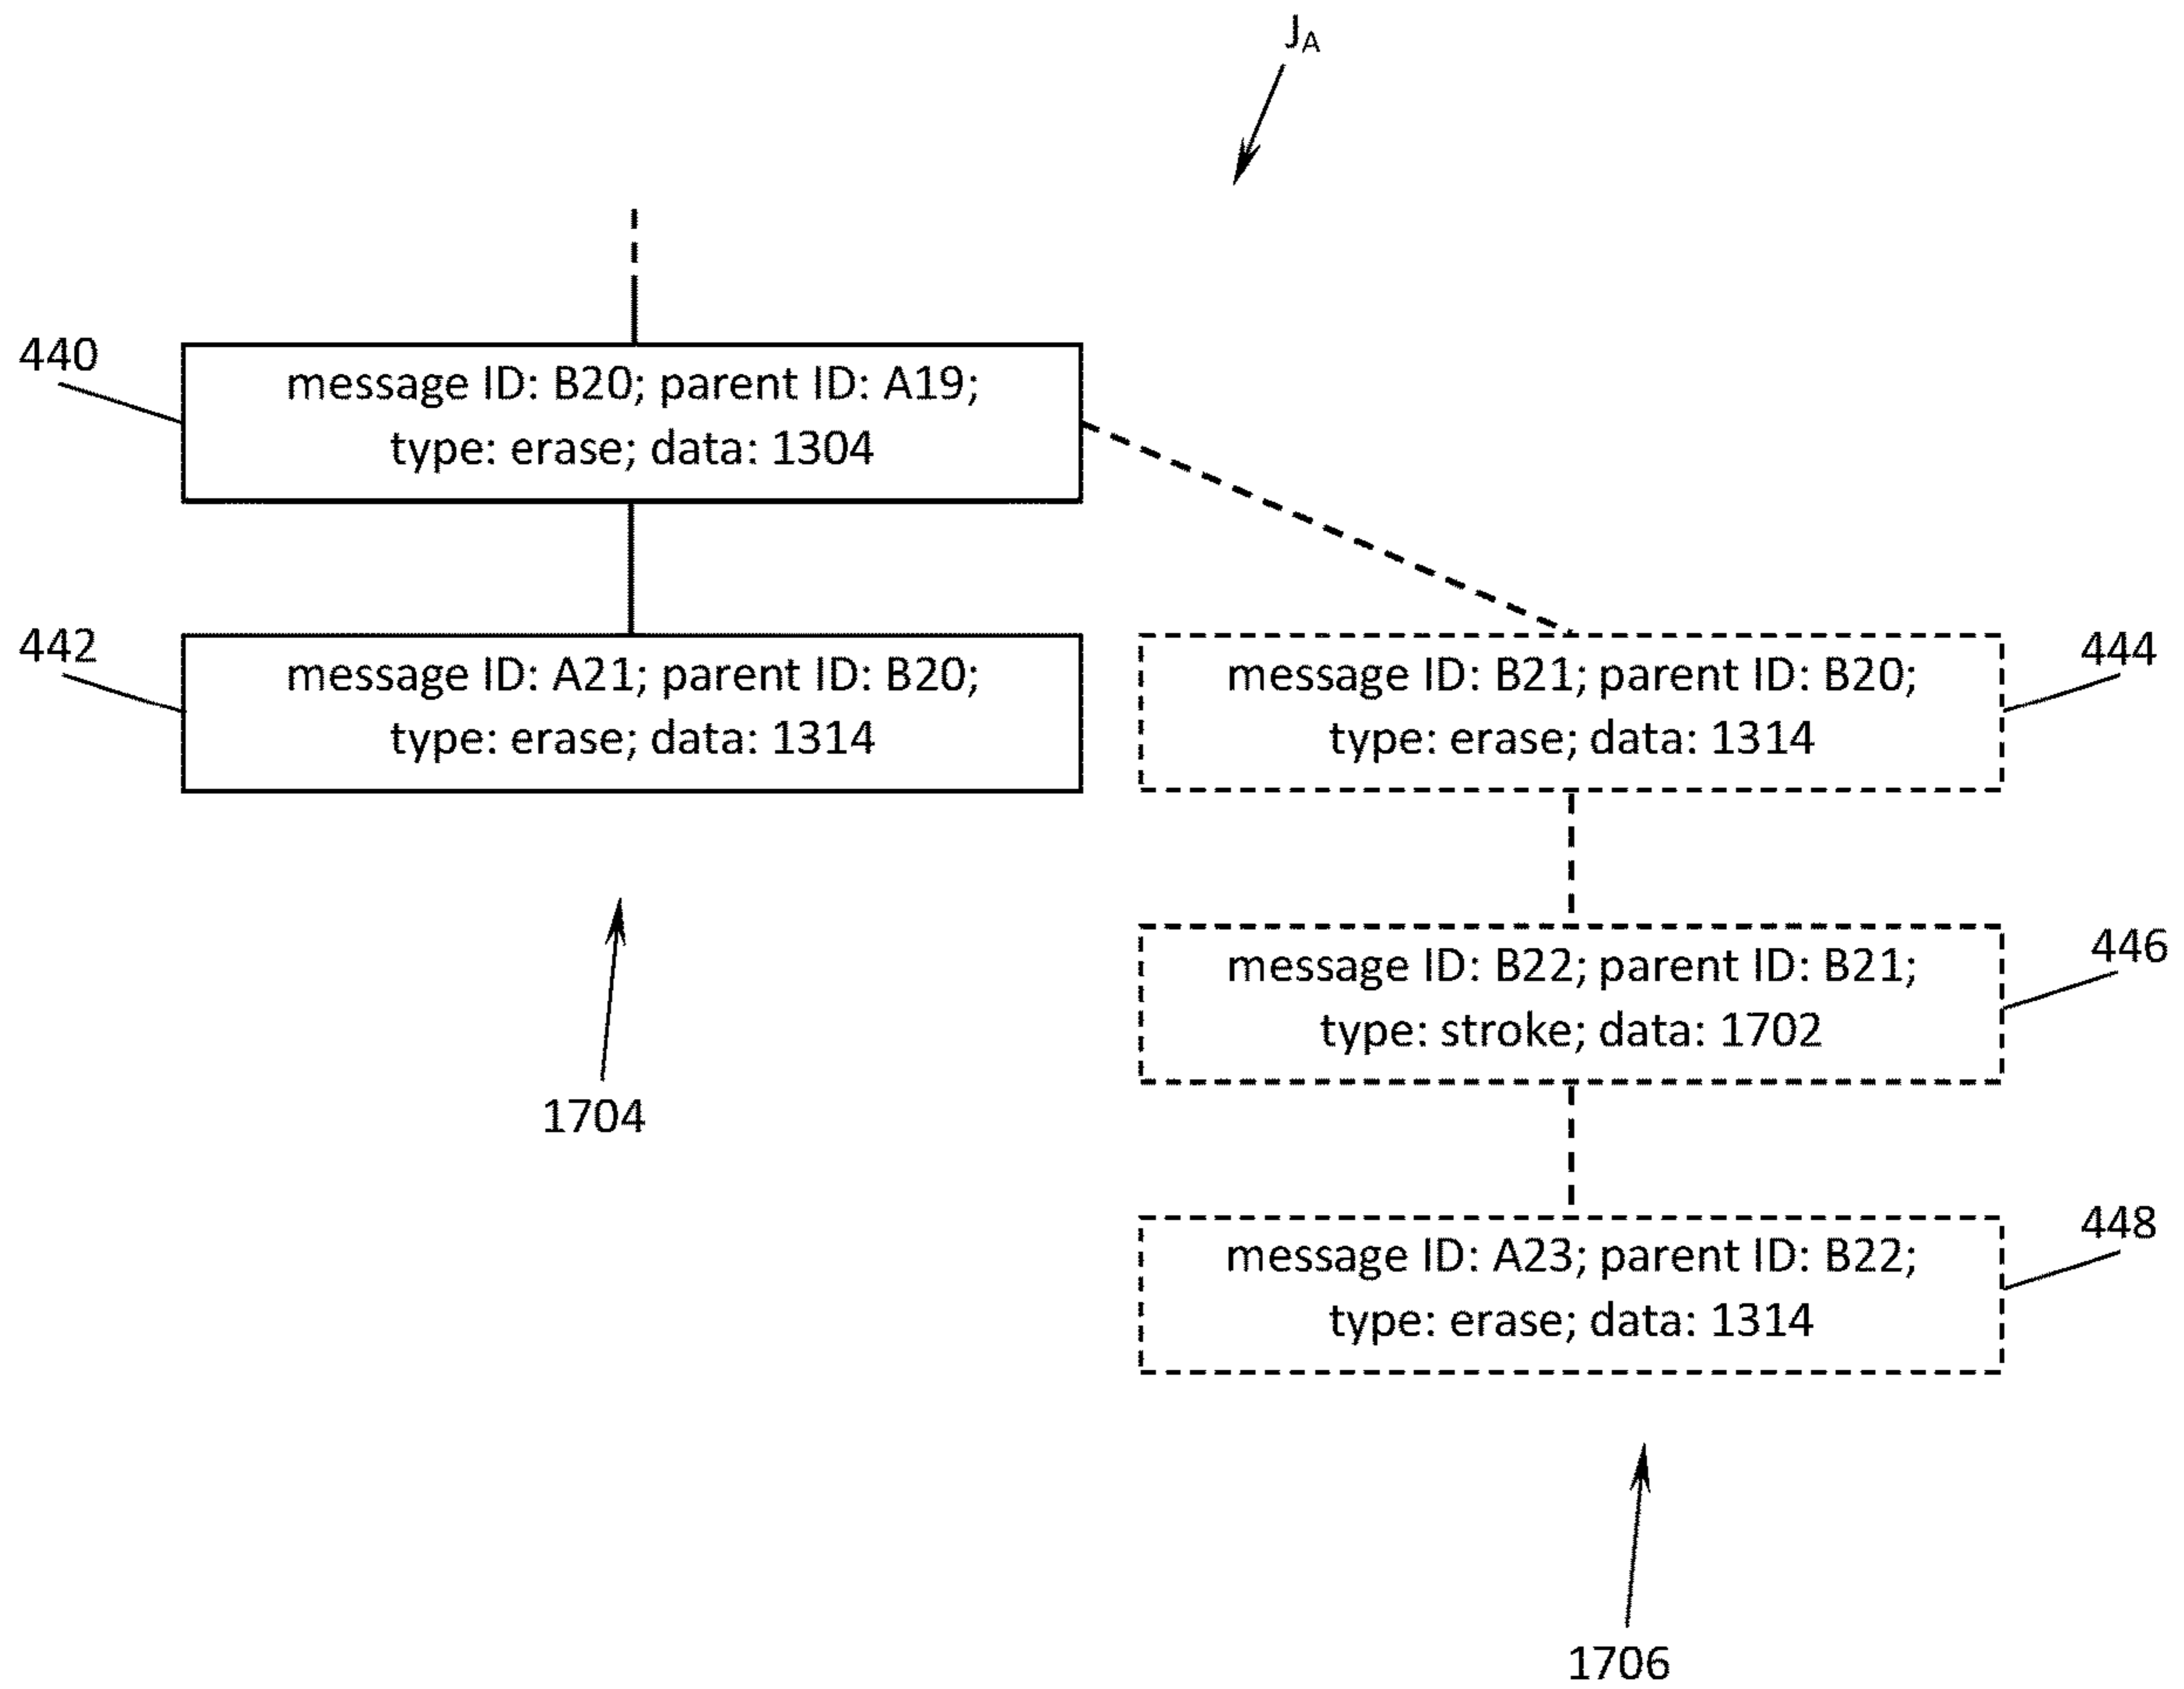 J_A
440
message ID: B20; parent ID: A19;
type: erase; data: 1304
442
message ID: A21; parent ID: B20;
type: erase; data: 1314
444
message ID: B21; parent ID: B20;
type: erase; data: 1314
446
message ID: B22; parent ID: B21;
type: stroke; data: 1702
1704
448
message ID: A23; parent ID: B22;
type: erase; data: 1314
1706